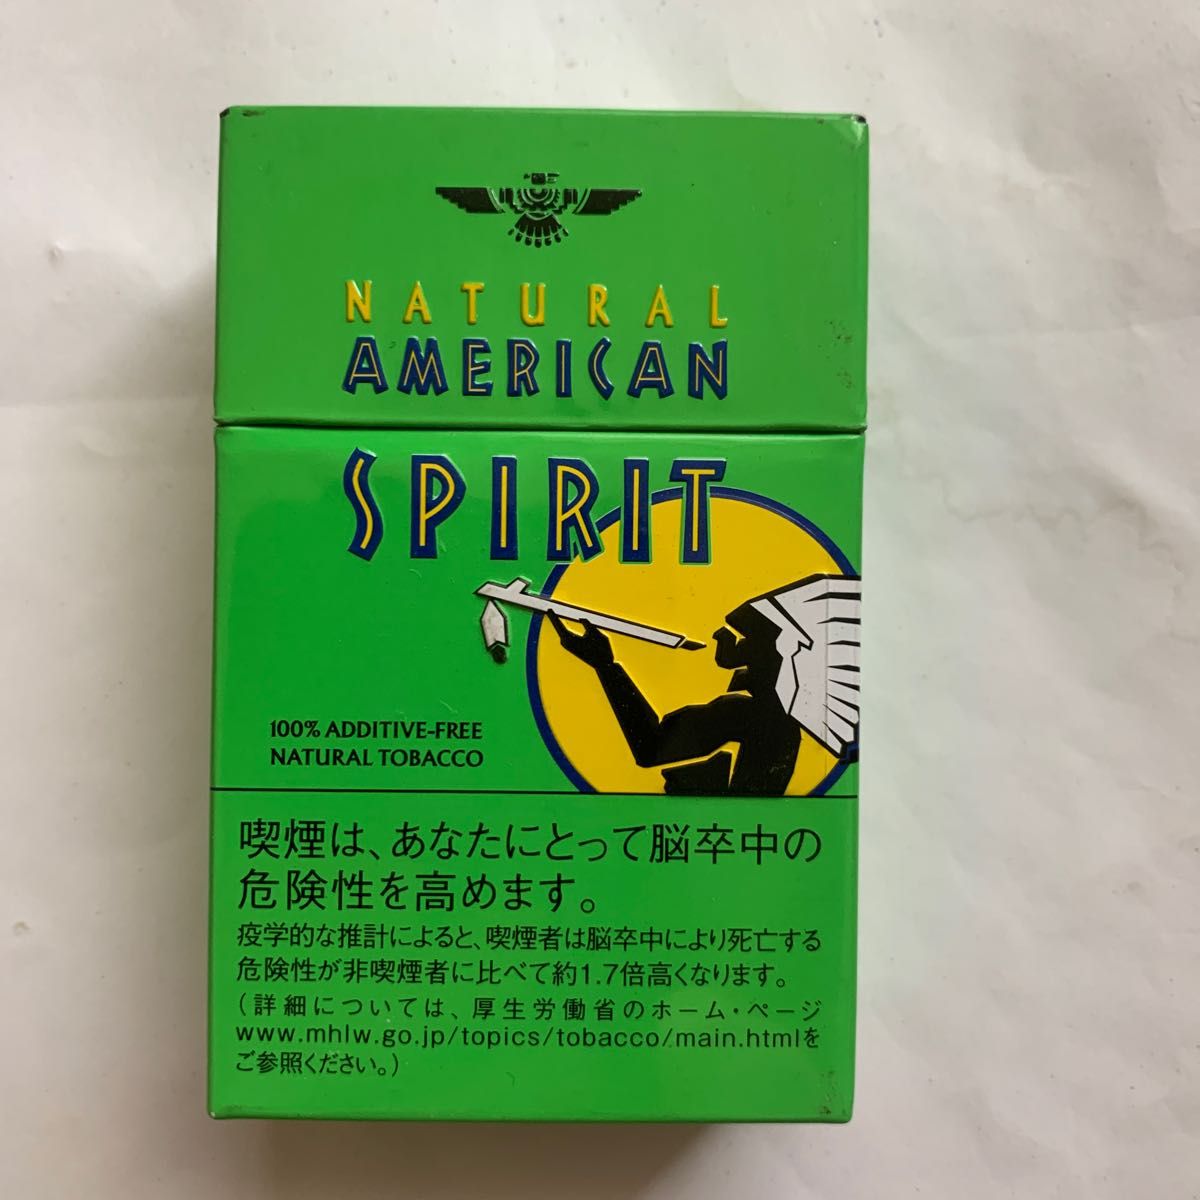 NATURAL
AMERICAN
SPIRIT
100% ADDITIVE-FREE
NATURAL TOBACCO
喫煙は、あなたにとって脳卒中の
危険性を高めます。
疫学的な推計によると、喫煙者は脳卒中により死亡する
危険性が非喫煙者に比べて約1.7倍高くなります。
(詳細については、厚生労働省のホーム・ページ
www.mhlw.go.jp/topics/tobacco/main.htmlを
ご参照ください。)